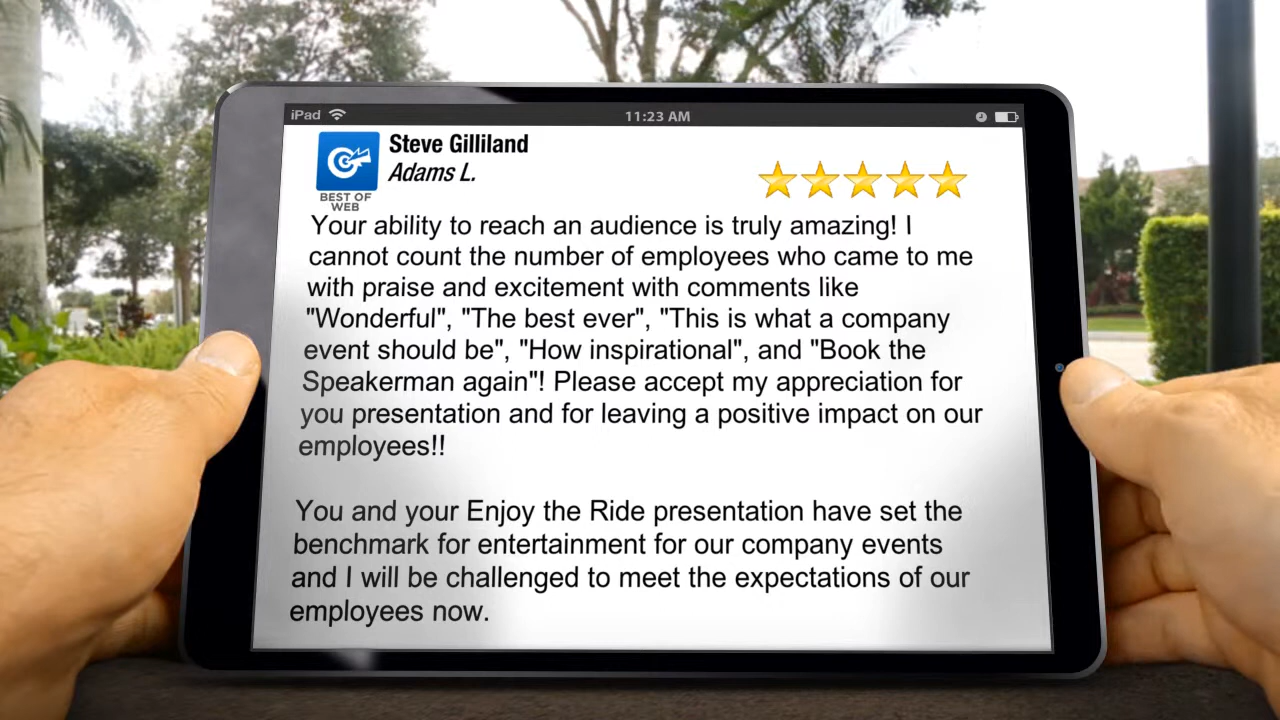 iPad
11:23 AM
Steve Gilliland
Adams L.
BEST OF
WEB
Your ability to reach an audience is truly amazing! I
cannot count the number of employees who came to me
with praise and excitement with comments like
"Wonderful", "The best ever", "This is what a company
event should be", "How inspirational", and "Book the
Speakerman again"! Please accept my appreciation for
you presentation and for leaving a positive impact on our
employees!!
You and your Enjoy the Ride presentation have set the
benchmark for entertainment for our company events
and I will be challenged to meet the expectations of our
employees now.